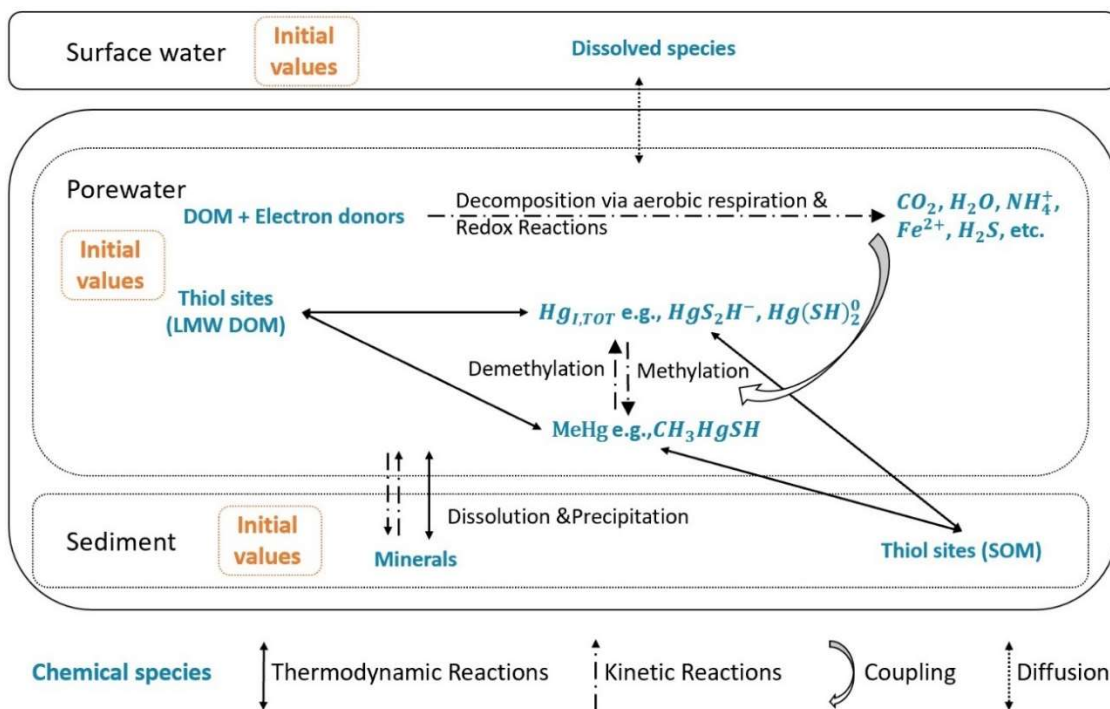 Surface water
Initial
values
Dissolved species
Porewater
DOM + Electron donors
Decomposition via aerobic respiration &
Redox Reactions
CO₂, H₂O, NH₄⁺,
Fe²⁺, H₂S, etc.
Initial
values
Thiol sites
(LMW DOM)
Hg_{I,TOT} e.g., HgS₂H⁻, Hg(SH)₂⁰
Demethylation
Methylation
MeHg e.g.,CH₃HgSH
Dissolution &Precipitation
Sediment
Initial
values
Minerals
Thiol sites (SOM)
Chemical species
Thermodynamic Reactions
Kinetic Reactions
Coupling
Diffusion